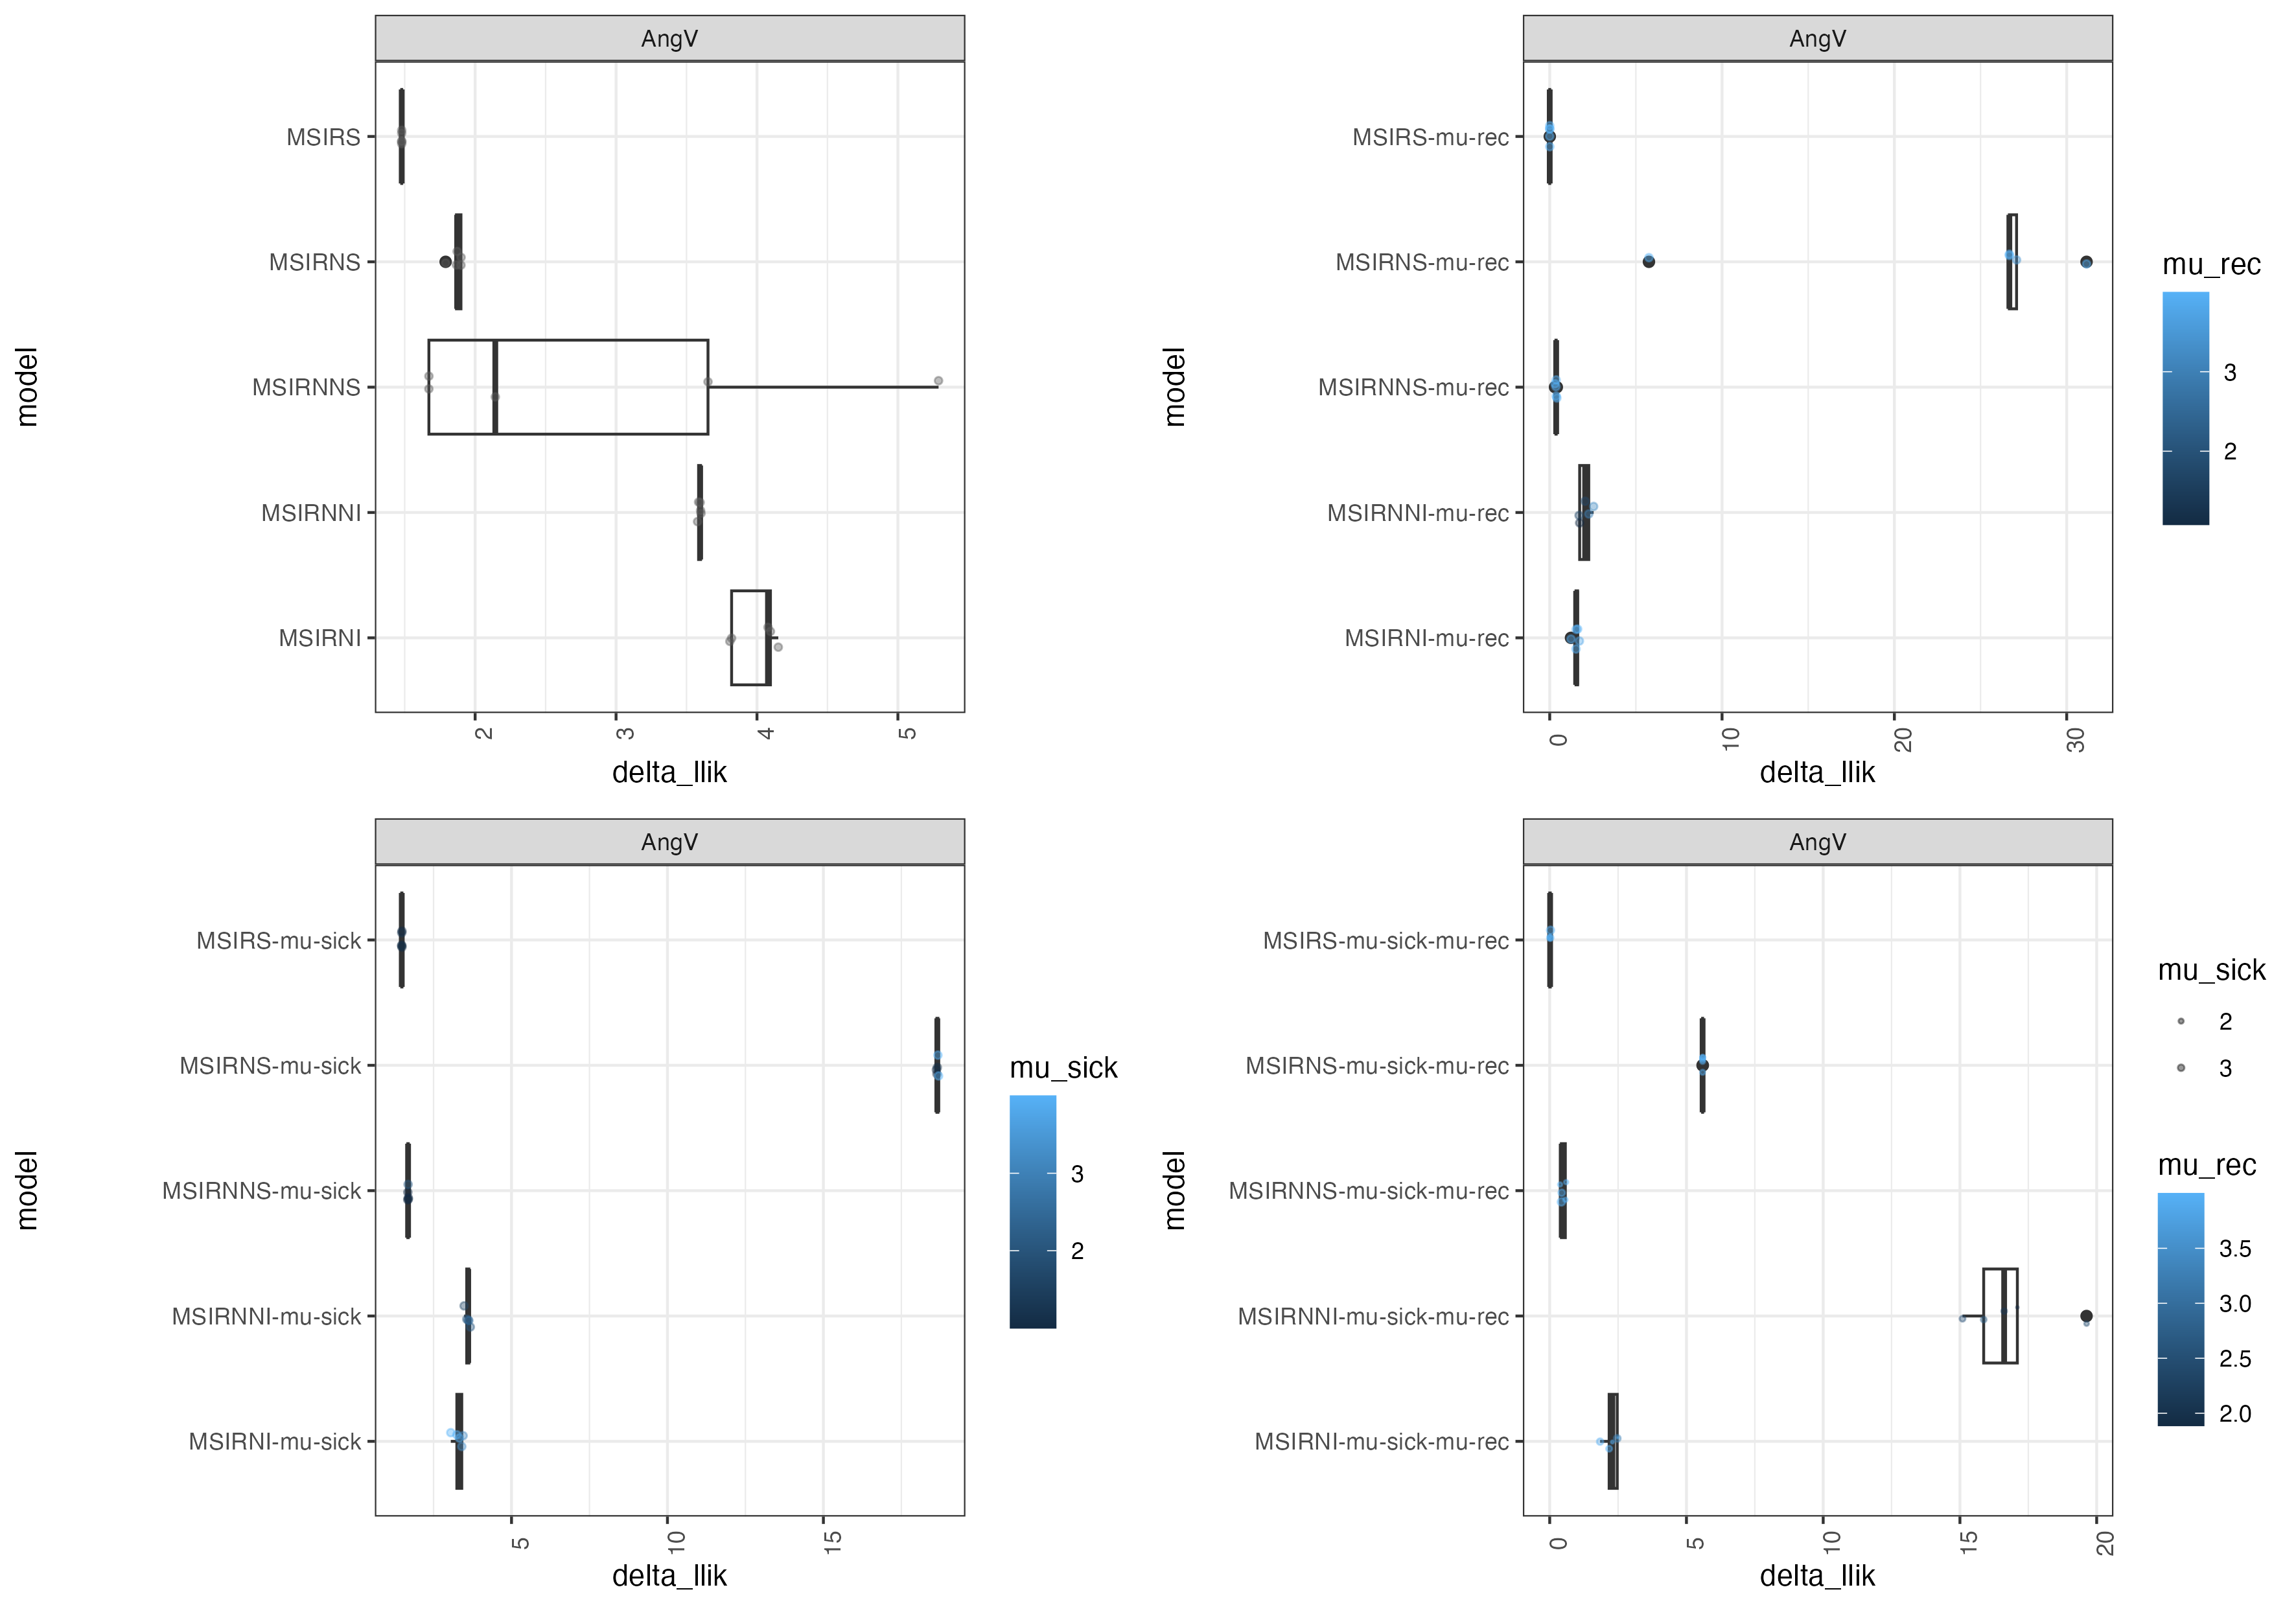 AngV
model
MSIRS
MSIRNS
MSIRNNS
MSIRNNI
MSIRNI
2
3
4
5
delta_llik
AngV
model
MSIRS-mu-rec
MSIRNS-mu-rec
MSIRNNS-mu-rec
MSIRNNI-mu-rec
MSIRNI-mu-rec
0
10
20
30
delta_llik
mu_rec
3
2
AngV
model
MSIRS-mu-sick
MSIRNS-mu-sick
MSIRNNS-mu-sick
MSIRNNI-mu-sick
MSIRNI-mu-sick
5
10
15
delta_llik
mu_sick
3
2
AngV
model
MSIRS-mu-sick-mu-rec
MSIRNS-mu-sick-mu-rec
MSIRNNS-mu-sick-mu-rec
MSIRNNI-mu-sick-mu-rec
MSIRNI-mu-sick-mu-rec
0
5
10
15
20
delta_llik
mu_sick
2
3
mu_rec
3.5
3.0
2.5
2.0